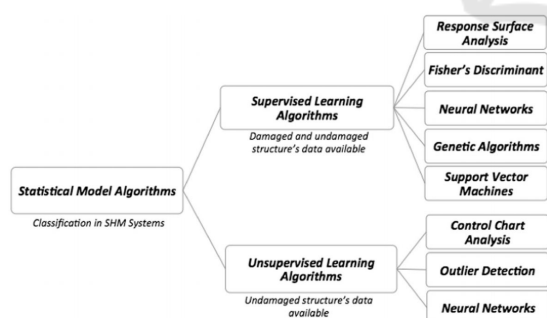 Response Surface
Analysis
Fisher's Discriminant
Supervised Learning
Algorithms
Neural Networks
Damaged and undamaged
structure's data available
Genetic Algorithms
Statistical Model Algorithms
Support Vector
Machines
Classification in SHM Systems
Control Chart
Analysis
Unsupervised Learning
Algorithms
Outlier Detection
Undamaged structure's data
available
Neural Networks